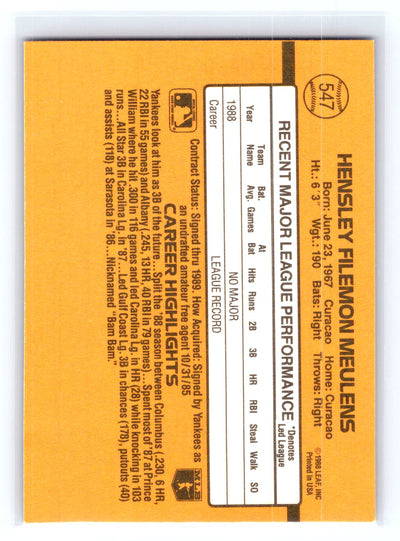 547
HENSLEY FILEMON MEULENS
Born: June 23, 1967 Curacao Home: Curacao
Ht.: 6'3" Wgt.: 190 Bats: Right Throws: Right
©1988 LEAF, INC.
Printed in USA
RECENT MAJOR LEAGUE PERFORMANCE *Denotes Led League
Year Team Name Bat. Avg. Games At Bat Hits Runs 2B 3B HR RBI Steal Walk SO
1988 NO MAJOR
Career LEAGUE RECORD
Contract Status: Signed thru 1989. How Acquired: Signed by Yankees as
an undrafted amateur free agent 10/31/85
CAREER HIGHLIGHTS
MLB
Yankees look at him as 3B of the future... Split the '88 season between Columbus (.230, 6 HR,
22 RBI in 55 games) and Albany (.245, 13 HR, 40 RBI in 79 games)... Spent most of '87 at Prince
William where he hit .300 in 116 games and led Carolina Lg. in HR (28) while knocking in 103
runs... All Star 3B in Carolina Lg. in '87... Led Gulf Coast Lg. 3B in chances (178), putouts (40)
and assists (118) at Sarasota in '86... Nicknamed "Bam Bam."